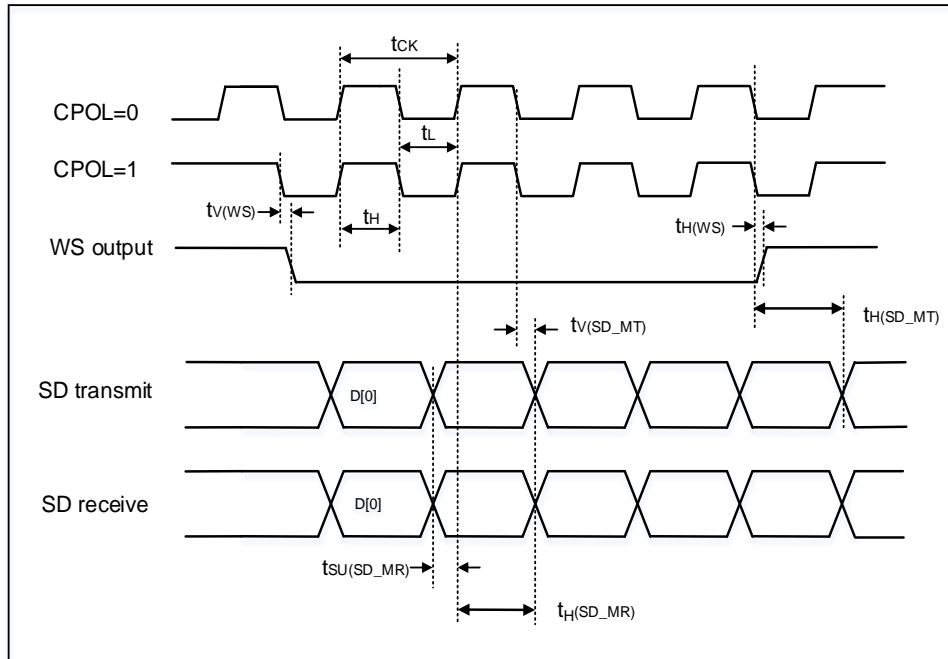 tCK
CPOL=0
tL
CPOL=1
tV(WS)
tH
tH(WS)
WS output
tV(SD_MT)
tH(SD_MT)
SD transmit
D[0]
SD receive
D[0]
tSU(SD_MR)
tH(SD_MR)